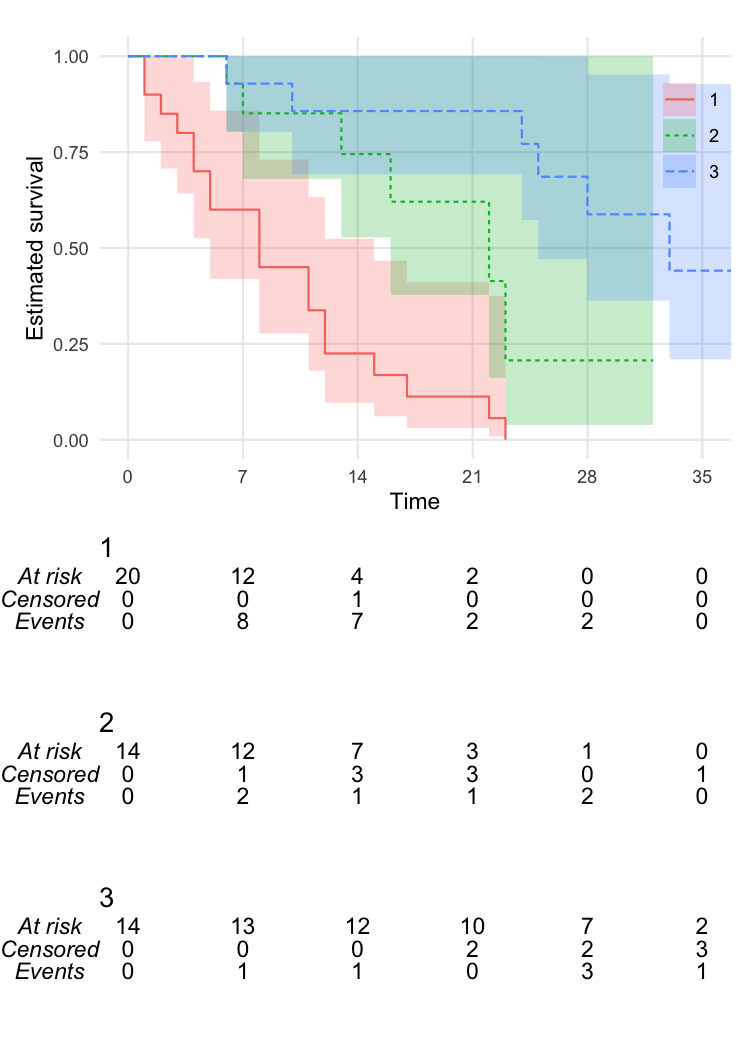 1.00
0.75
0.50
0.25
0.00
Estimated survival
1
2
3
0 7 14 21 28 35
Time
1
At risk 20 12 4 2 0 0
Censored 0 0 1 0 0 0
Events 0 8 7 2 2 0
2
At risk 14 12 7 3 1 0
Censored 0 1 3 3 0 1
Events 0 2 1 1 2 0
3
At risk 14 13 12 10 7 2
Censored 0 0 0 2 2 3
Events 0 1 1 0 3 1